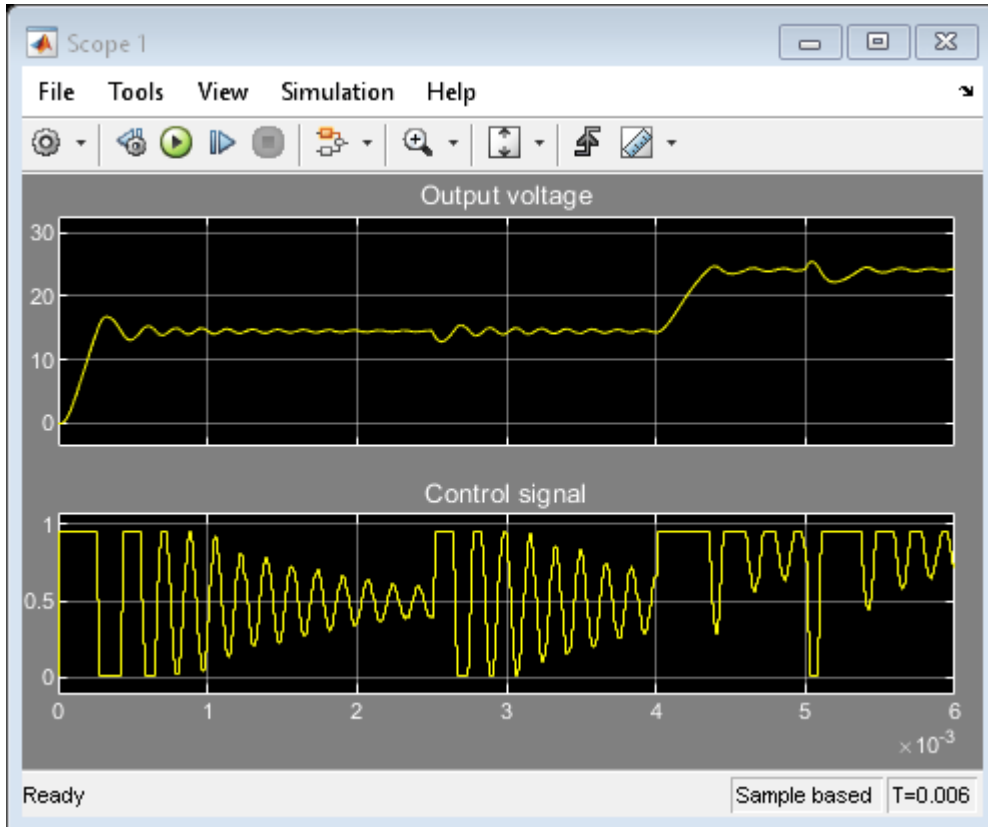 Scope 1
File Tools View Simulation Help
Output voltage
30
20
10
0
Control signal
1
0.5
0
0 1 2 3 4 5 6
×10-3
Ready Sample based T=0.006